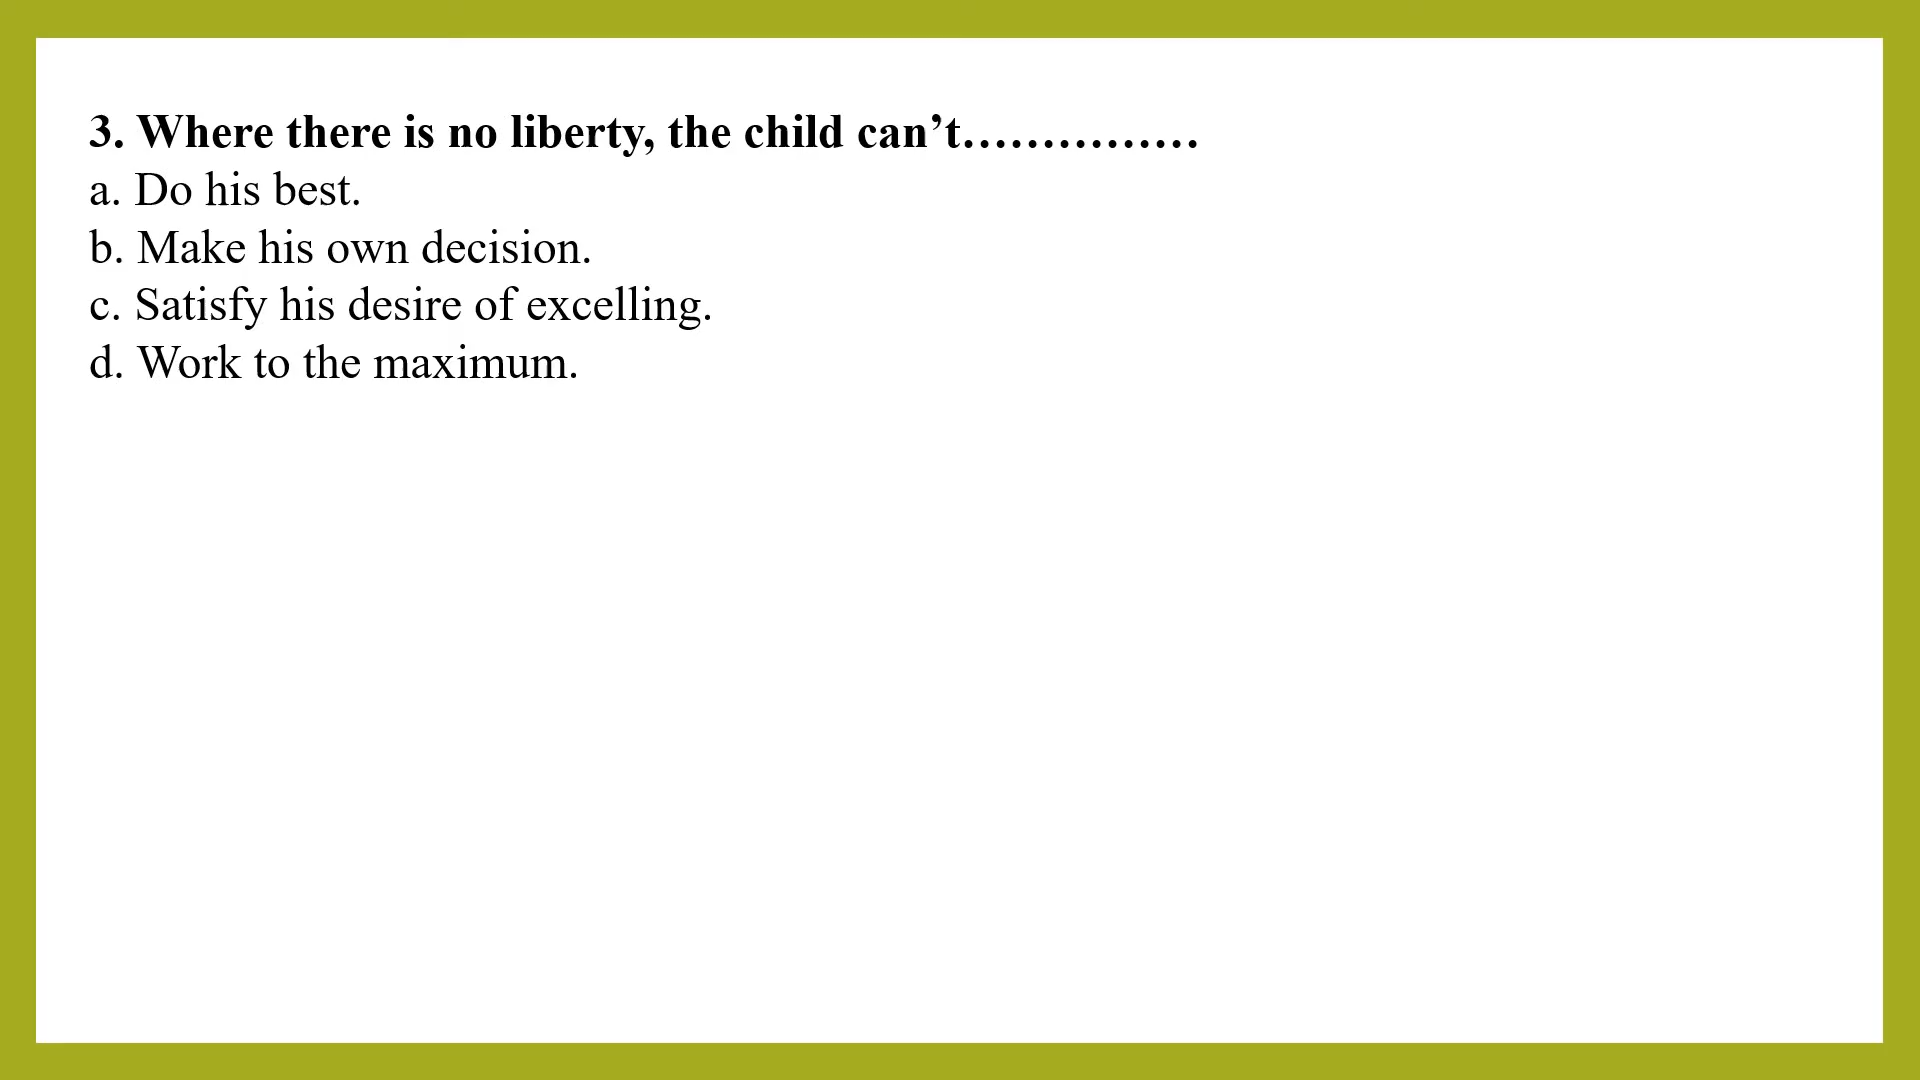 3. Where there is no liberty, the child can’t……………
a. Do his best.
b. Make his own decision.
c. Satisfy his desire of excelling.
d. Work to the maximum.